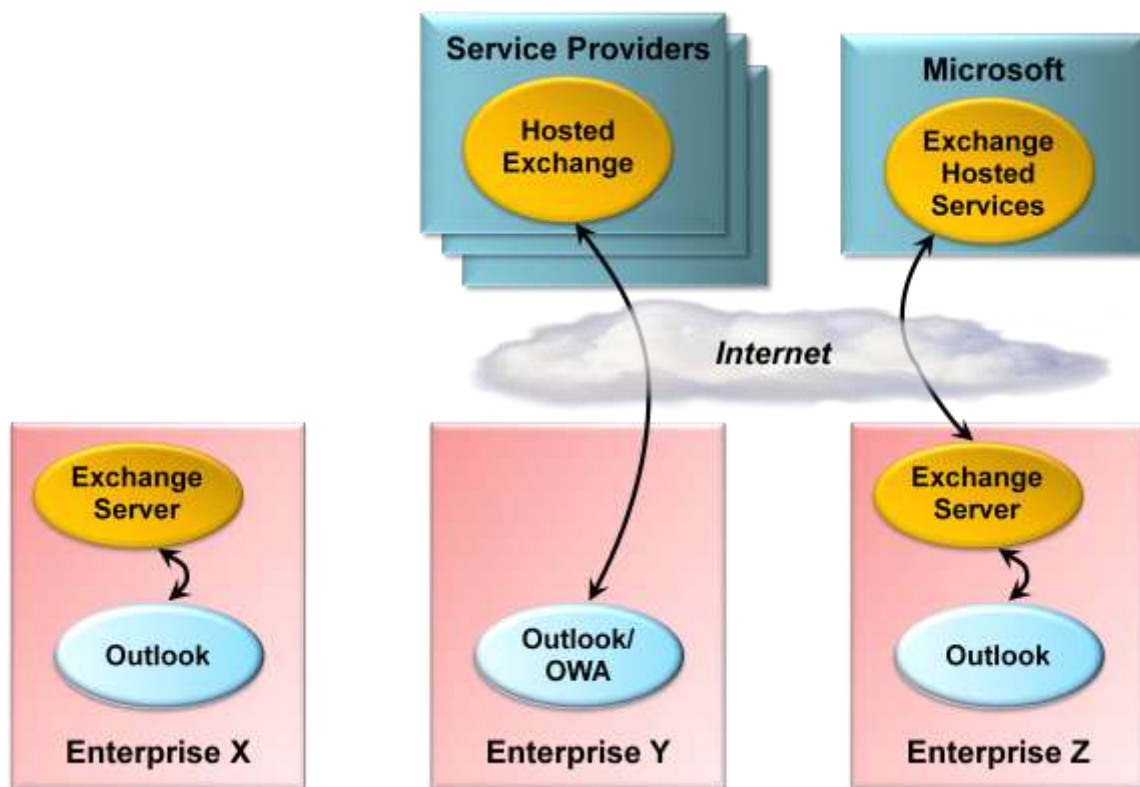 Service Providers
Hosted
Exchange
Microsoft
Exchange
Hosted
Services
Internet
Exchange
Server
Outlook
Enterprise X
Outlook/
OWA
Enterprise Y
Exchange
Server
Outlook
Enterprise Z